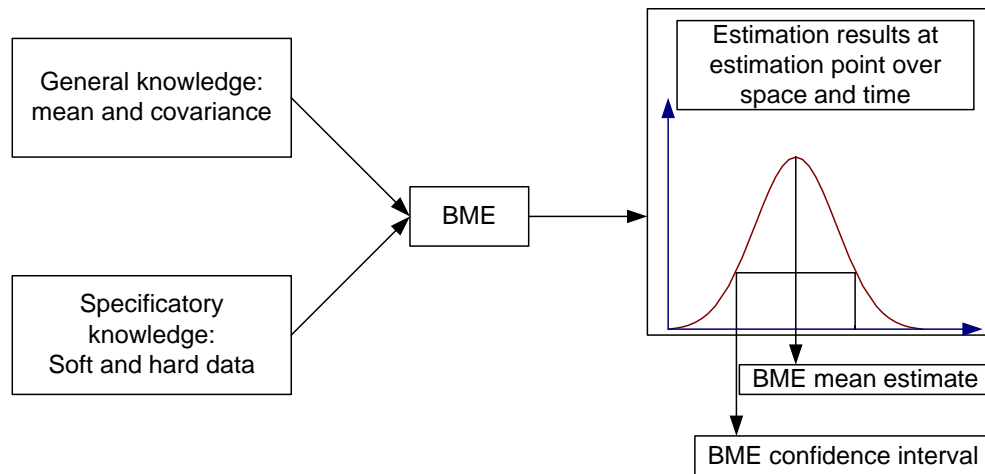 General knowledge:
mean and covariance
Specificatory
knowledge:
Soft and hard data
BME
Estimation results at
estimation point over
space and time
BME mean estimate
BME confidence interval